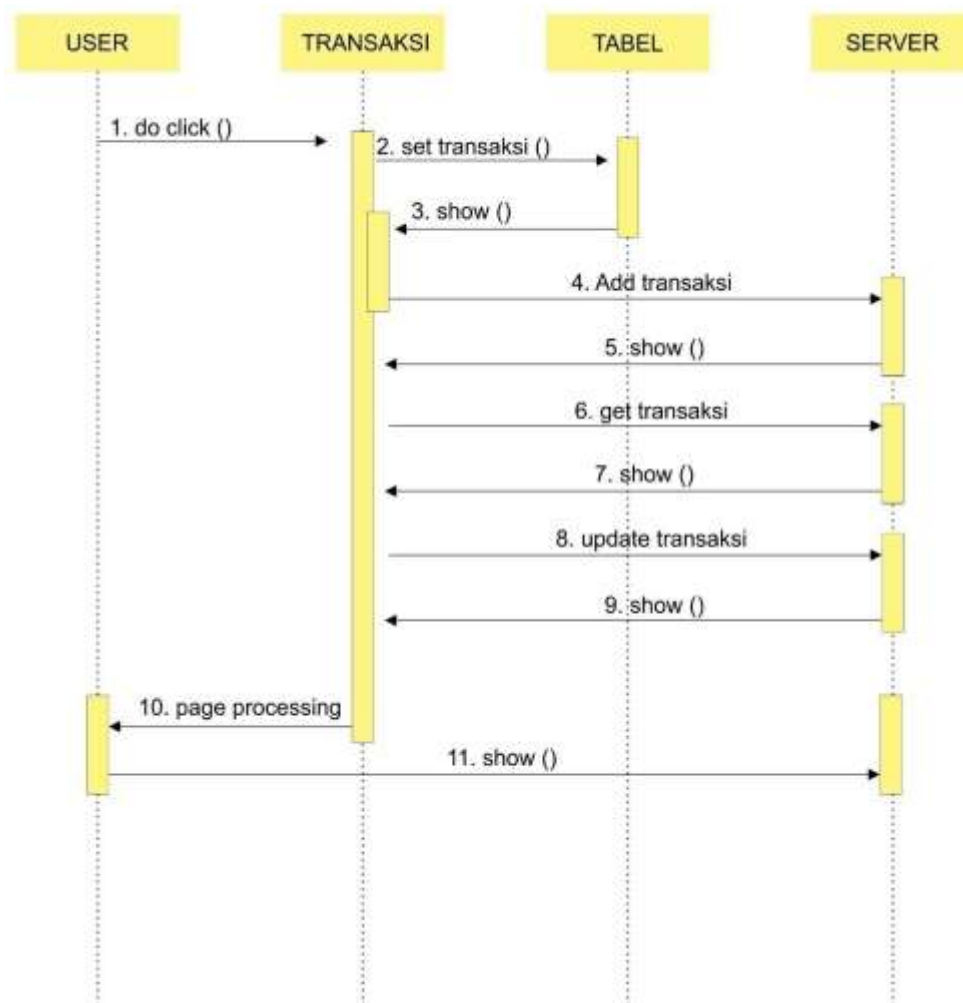 USER
TRANSAKSI
TABEL
SERVER
1. do click ()
2. set transaksi ()
3. show ()
4. Add transaksi
5. show ()
6. get transaksi
7. show ()
8. update transaksi
9. show ()
10. page processing
11. show ()